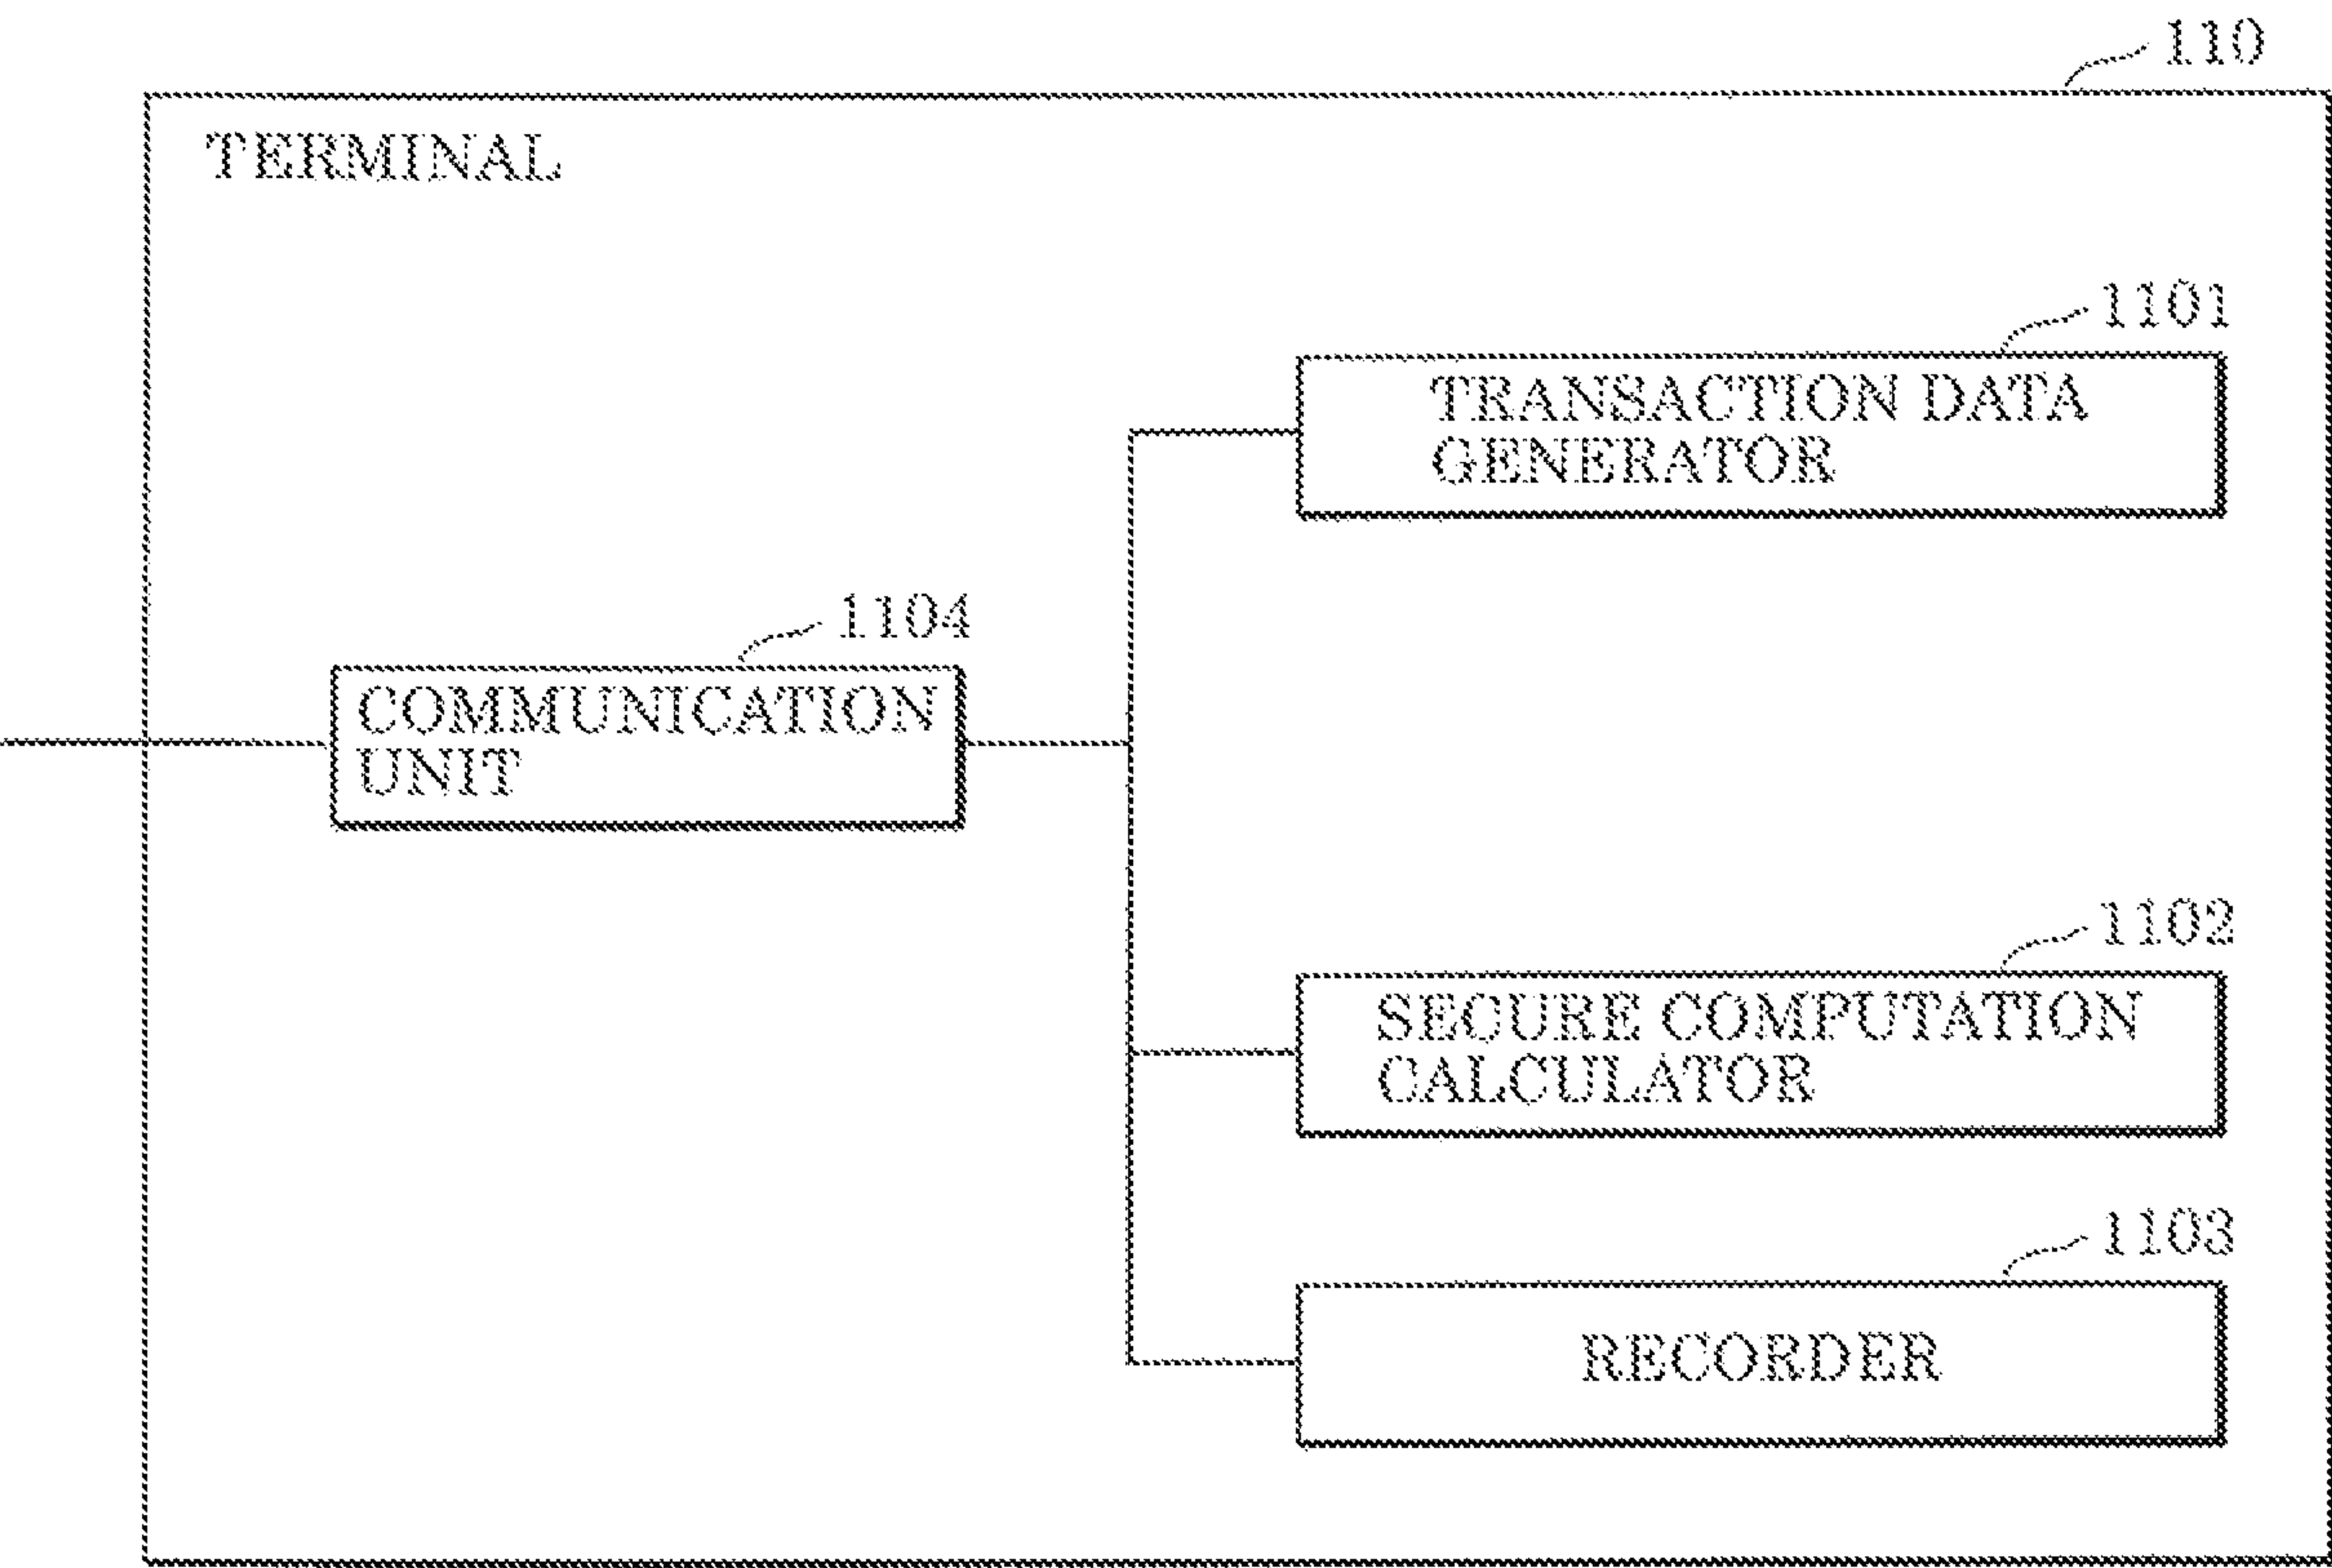 110
TERMINAL
1101
TRANSACTION DATA
GENERATOR
1104
COMMUNICATION
UNIT
1102
SECURE COMPUTATION
CALCULATOR
1103
RECORDER